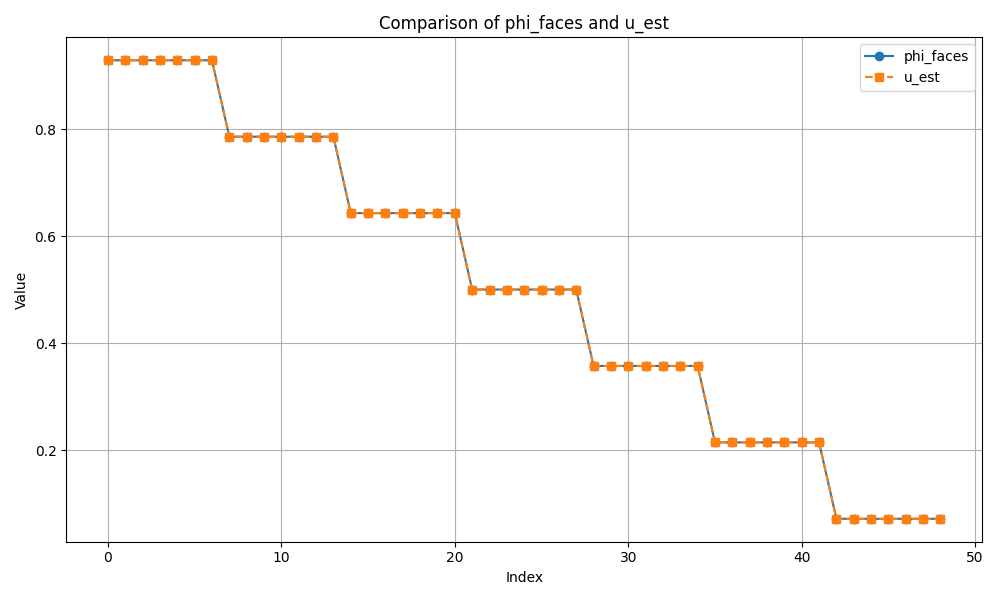 Comparison of phi_faces and u_est
phi_faces
u_est
Value
0.8
0.6
0.4
0.2
0 10 20 30 40 50
Index